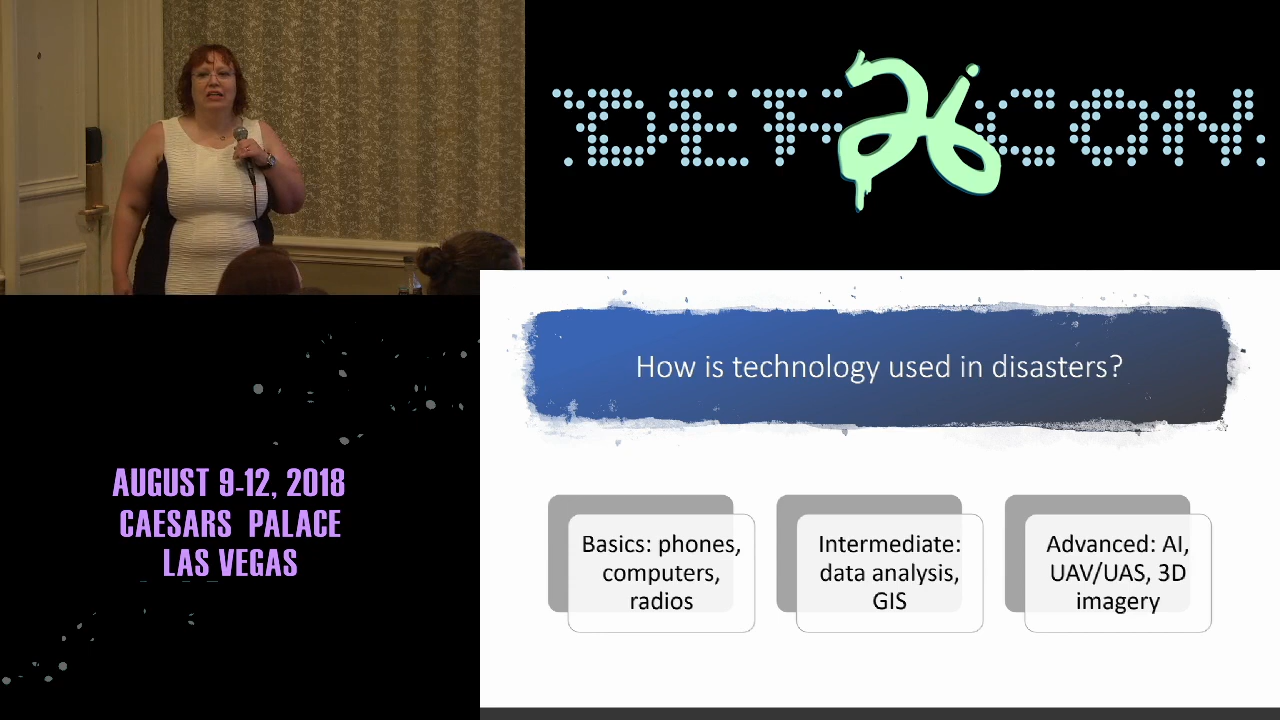 DEF 26 CON
How is technology used in disasters?
Basics: phones,
computers,
radios
Intermediate:
data analysis,
GIS
Advanced: AI,
UAV/UAS, 3D
imagery
AUGUST 9-12, 2018
CAESARS PALACE
LAS VEGAS